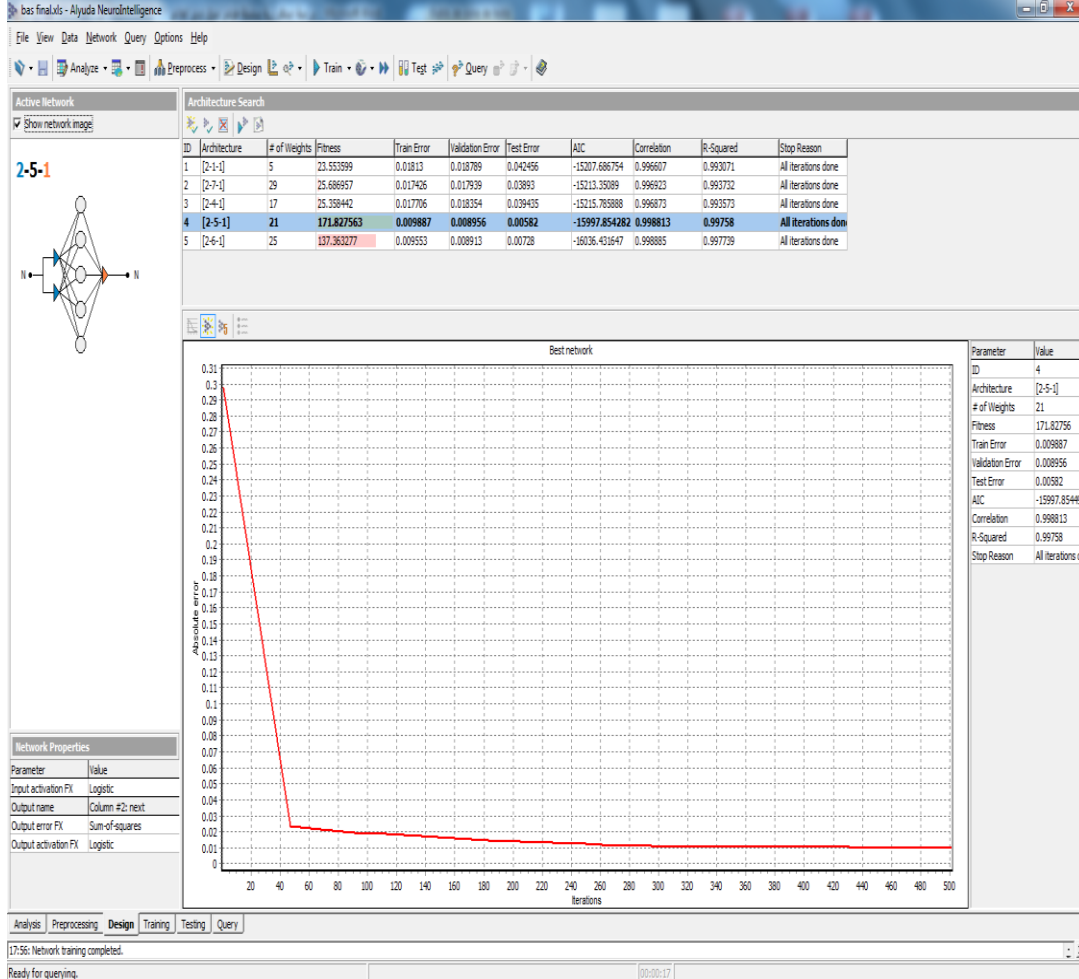 bas final.xls - Alyuda NeuroIntelligence
File View Data Network Query Options Help
Analyze Preprocess Design Train Test Query
Active Network
Show network image
2-5-1
N N
Architecture Search
ID Architecture # of Weights Fitness Train Error Validation Error Test Error AIC Correlation R-Squared Stop Reason
1 [2-1-1] 5 23.553599 0.01813 0.018789 0.042456 -15207.686754 0.996607 0.993071 All iterations done
2 [2-7-1] 29 25.686957 0.017426 0.017939 0.03893 -15213.35089 0.996923 0.993732 All iterations done
3 [2-4-1] 17 25.358442 0.017706 0.018354 0.039435 -15215.785888 0.996873 0.993573 All iterations done
4 [2-5-1] 21 171.827563 0.009887 0.008956 0.00582 -15997.854282 0.998813 0.99758 All iterations don
5 [2-6-1] 25 137.363277 0.009553 0.008913 0.00728 -16036.431647 0.998885 0.997739 All iterations done
Best network
0.31
0.3
0.29
0.28
0.27
0.26
0.25
0.24
0.23
0.22
0.21
0.2
0.19
0.18
0.17
0.16
0.15
0.14
0.13
0.12
0.11
0.1
0.09
0.08
0.07
0.06
0.05
0.04
0.03
0.02
0.01
0
Absolute error
20 40 60 80 100 120 140 160 180 200 220 240 260 280 300 320 340 360 380 400 420 440 460 480 500
Iterations
Parameter Value
ID 4
Architecture [2-5-1]
# of Weights 21
Fitness 171.82756
Train Error 0.009887
Validation Error 0.008956
Test Error 0.00582
AIC -15997.8544
Correlation 0.998813
R-Squared 0.99758
Stop Reason All iterations
Network Properties
Parameter Value
Input activation FX Logistic
Output name Column #2: next
Output error FX Sum-of-squares
Output activation FX Logistic
Analysis Preprocessing Design Training Testing Query
17:56: Network training completed.
Ready for querying. 00:00:17